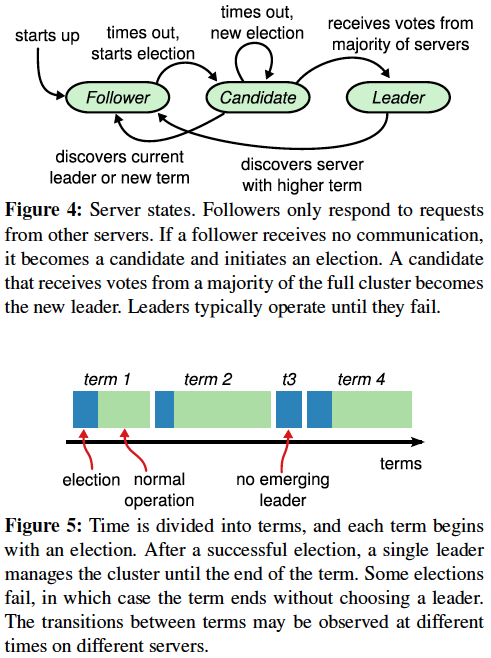 starts up
times out,
starts election
times out,
new election
receives votes from
majority of servers
Follower
Candidate
Leader
discovers current
leader or new term
discovers server
with higher term
Figure 4: Server states. Followers only respond to requests
from other servers. If a follower receives no communication,
it becomes a candidate and initiates an election. A candidate
that receives votes from a majority of the full cluster becomes
the new leader. Leaders typically operate until they fail.
term 1
term 2
t3
term 4
terms
election
normal
operation
no emerging
leader
Figure 5: Time is divided into terms, and each term begins
with an election. After a successful election, a single leader
manages the cluster until the end of the term. Some elections
fail, in which case the term ends without choosing a leader.
The transitions between terms may be observed at different
times on different servers.